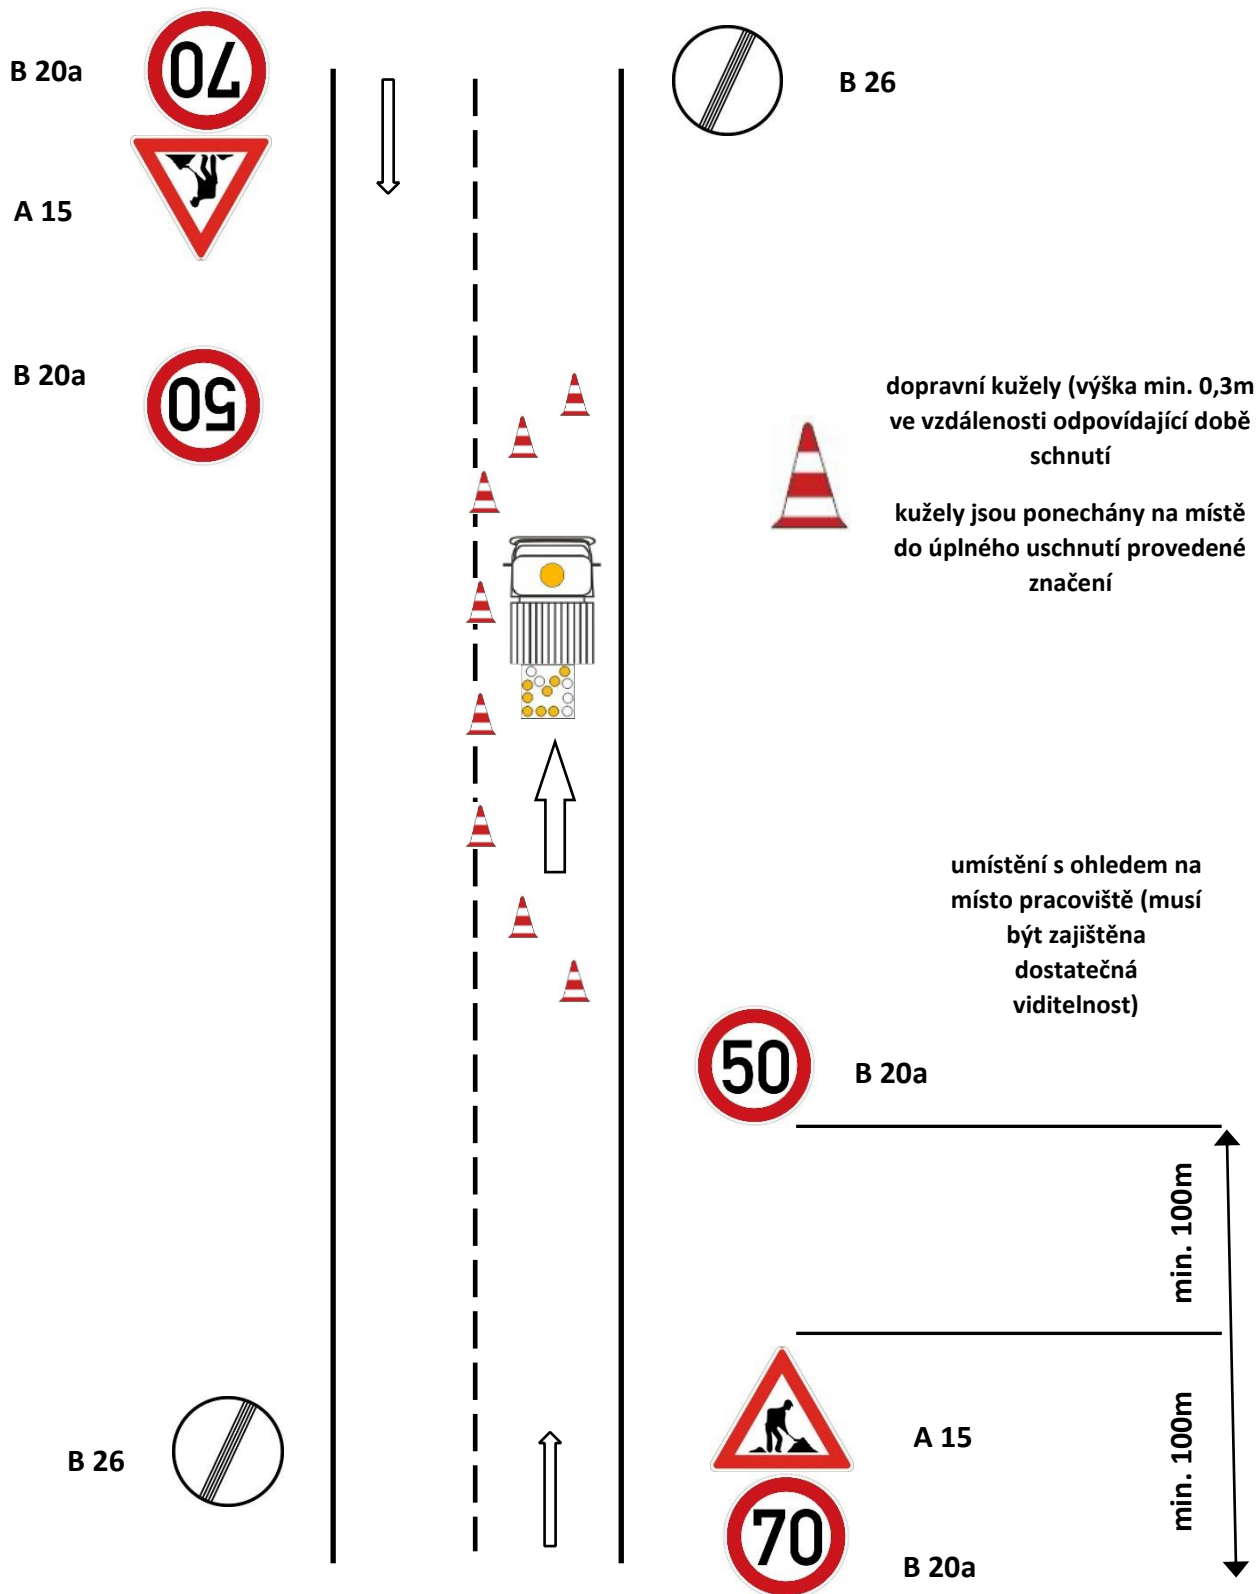 B 20a
70
B 26
A 15
B 20a
50
dopravní kužely (výška min. 0,3m
ve vzdálenosti odpovídající době
schnutí
kužely jsou ponechány na místě
do úplného uschnutí provedené
značení
umístění s ohledem na
místo pracoviště (musí
být zajištěna
dostatečná
viditelnost)
50
B 20a
min. 100m
A 15
min. 100m
B 26
70
B 20a